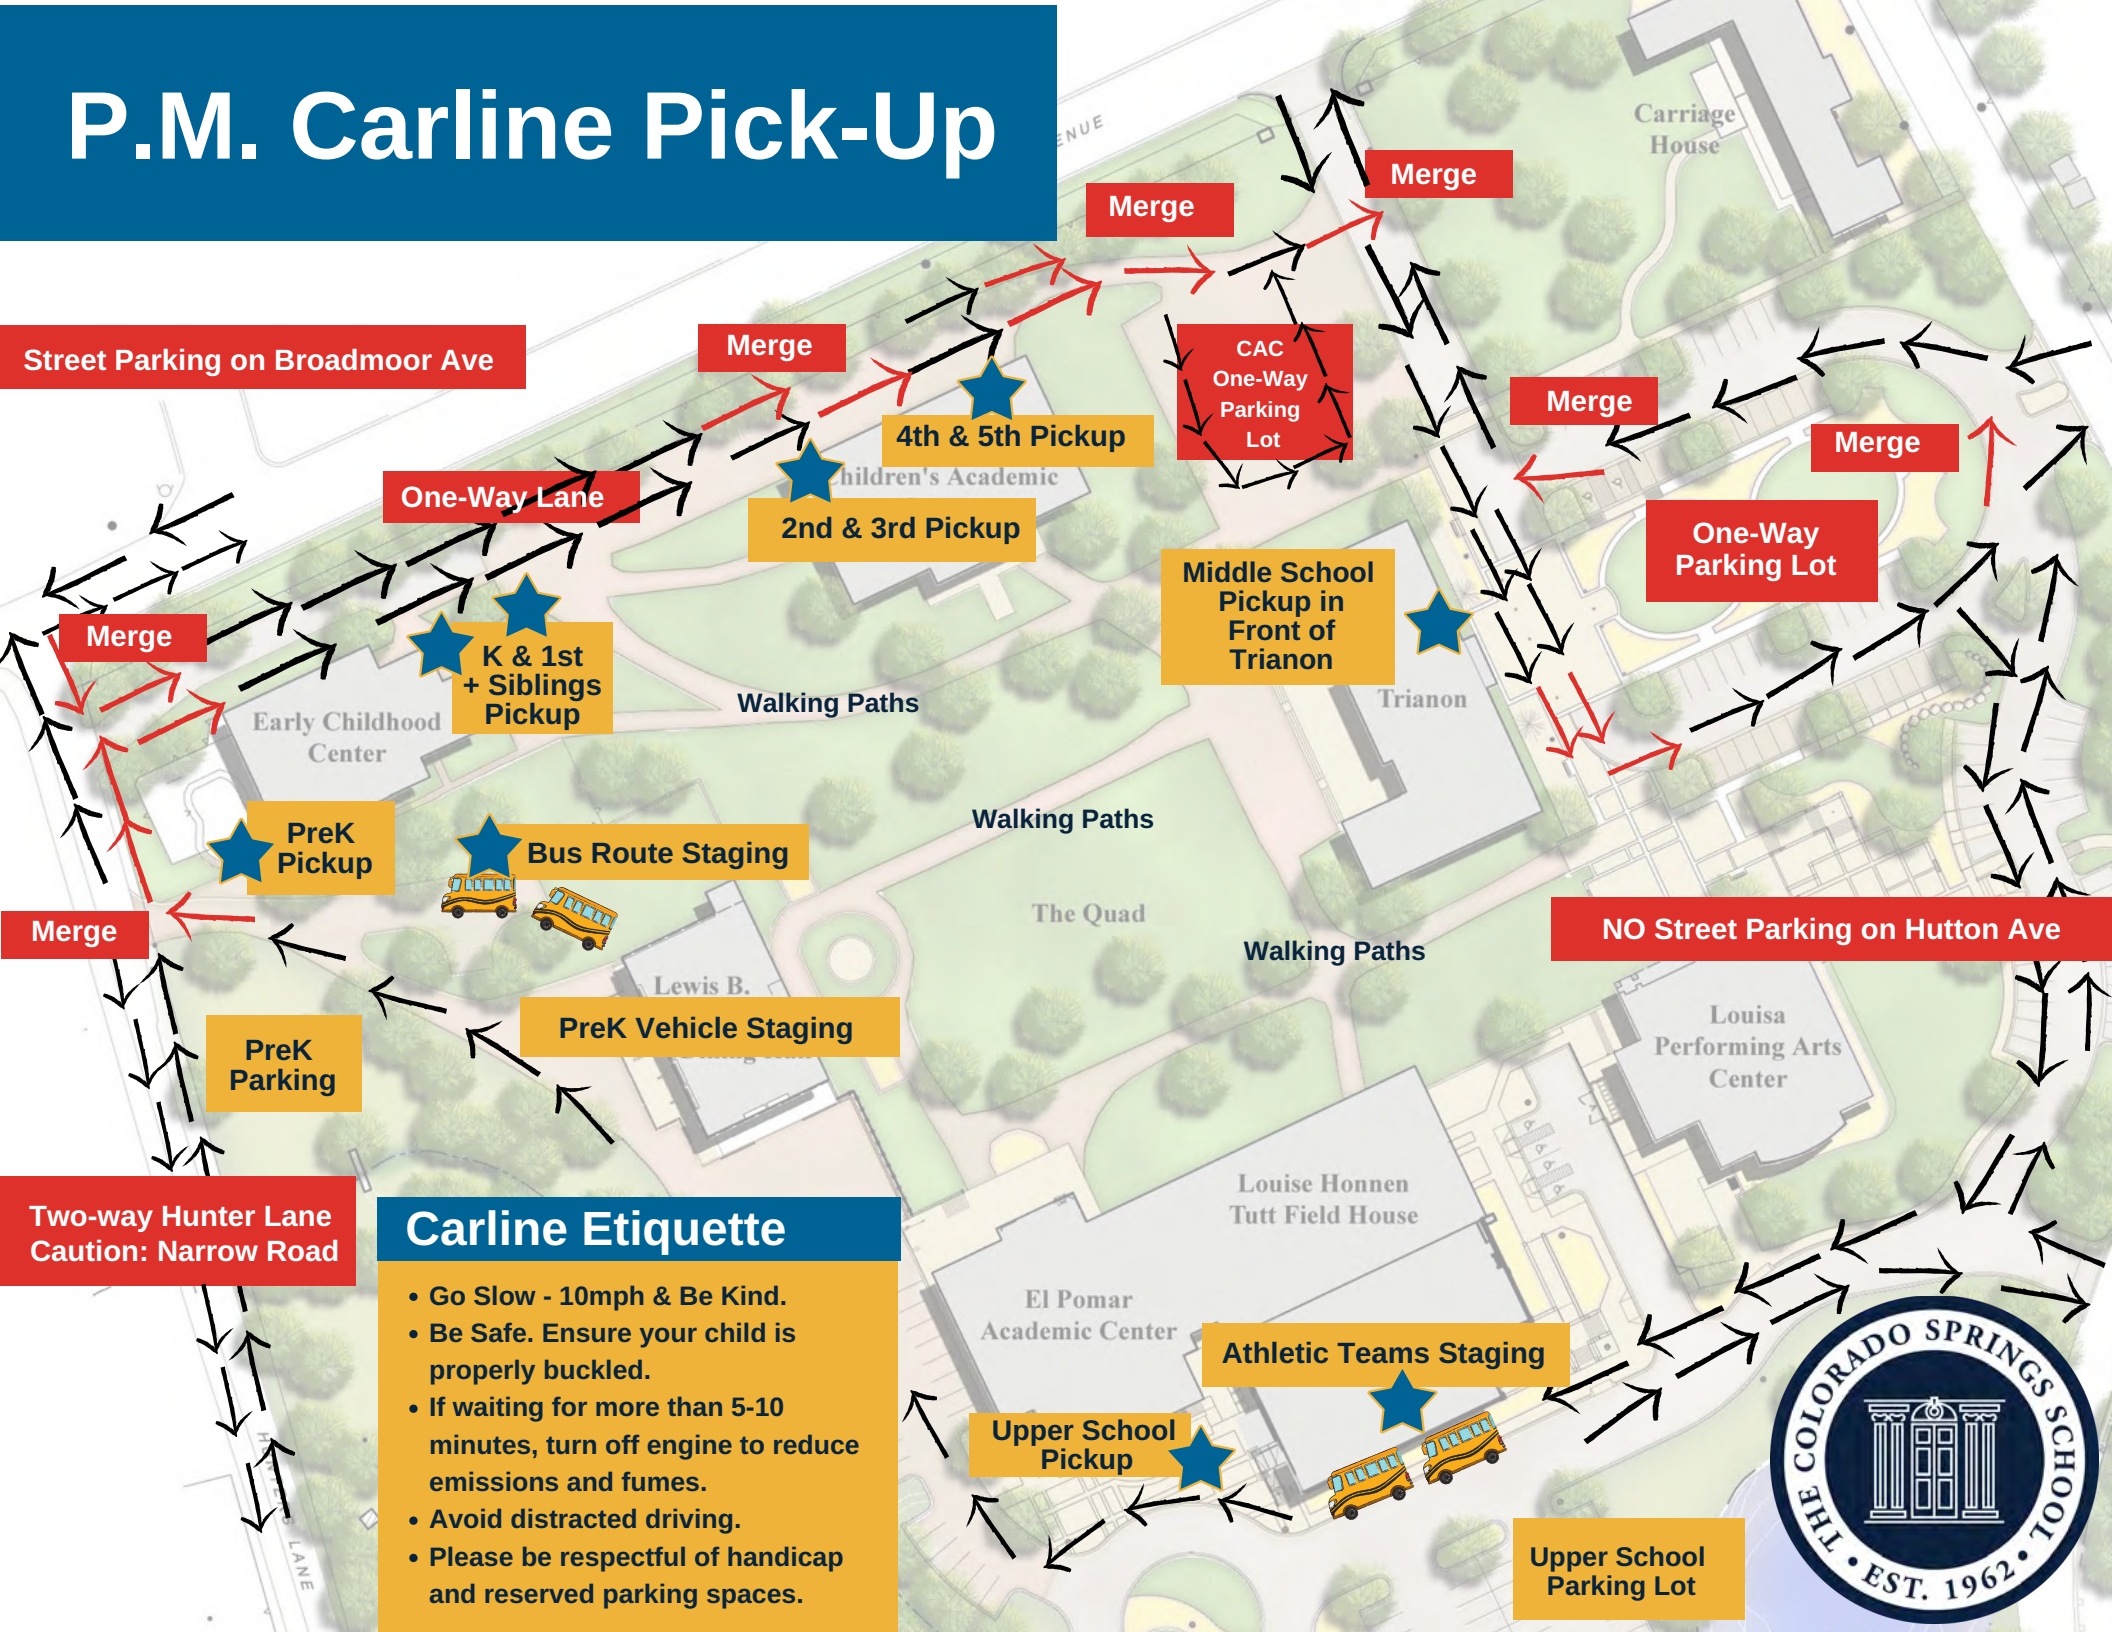 P.M. Carline Pick-Up
ENUE
Carriage
House
Merge
Merge
Street Parking on Broadmoor Ave
Merge
CAC
One-Way
Parking
Lot
Merge
Merge
4th & 5th Pickup
Children's Academic
One-Way Lane
2nd & 3rd Pickup
One-Way
Parking Lot
Middle School
Pickup in
Front of
Trianon
Merge
K & 1st
+ Siblings
Pickup
Walking Paths
Trianon
Early Childhood
Center
Walking Paths
PreK
Pickup
Bus Route Staging
The Quad
Merge
Walking Paths
NO Street Parking on Hutton Ave
Lewis B.
PreK Vehicle Staging
Louisa
Performing Arts
Center
PreK
Parking
Louise Honnen
Tutt Field House
Two-way Hunter Lane
Caution: Narrow Road
Carline Etiquette
• Go Slow - 10mph & Be Kind.
• Be Safe. Ensure your child is
properly buckled.
• If waiting for more than 5-10
minutes, turn off engine to reduce
emissions and fumes.
• Avoid distracted driving.
• Please be respectful of handicap
and reserved parking spaces.
El Pomar
Academic Center
Athletic Teams Staging
Upper School
Pickup
Upper School
Parking Lot
LANE
THE COLORADO SPRINGS SCHOOL
• EST. 1962 •